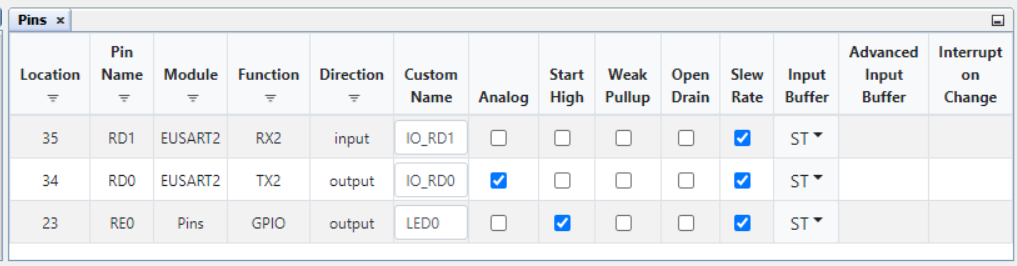 Pins ×
Location Pin Name Module Function Direction Custom Name Analog Start High Weak Pullup Open Drain Slew Rate Input Buffer Advanced Input Buffer Interrupt on Change
35 RD1 EUSART2 RX2 input IO_RD1 ST
34 RD0 EUSART2 TX2 output IO_RD0 ST
23 RE0 Pins GPIO output LED0 ST